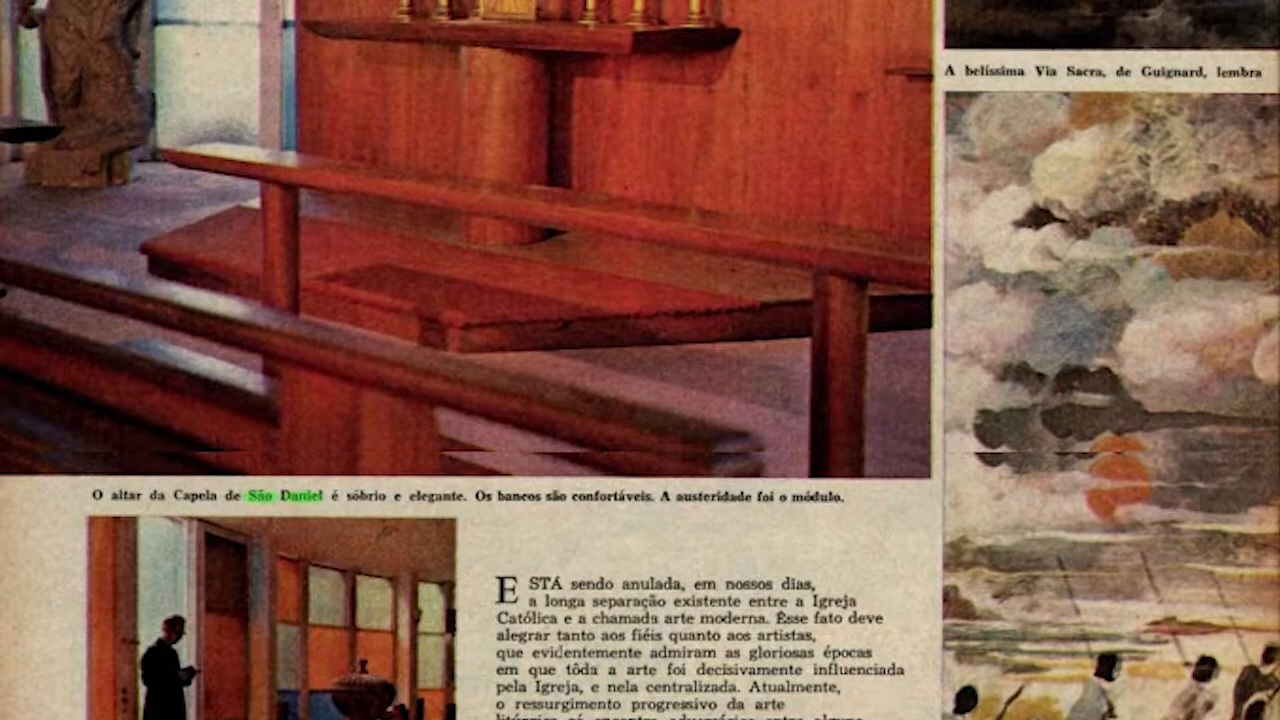 A belíssima Via Sacra, de Guignard, lembra
O altar da Capela de São Daniel é sóbrio e elegante. Os bancos são confortáveis. A austeridade foi o módulo.
ESTÁ sendo anulada, em nossos dias,
a longa separação existente entre a Igreja
Católica e a chamada arte moderna. Êsse fato deve
alegrar tanto aos fiéis quanto aos artistas,
que evidentemente admiram as gloriosas épocas
em que tôda a arte foi decisivamente influenciada
pela Igreja, e nela centralizada. Atualmente,
o ressurgimento progressivo da arte